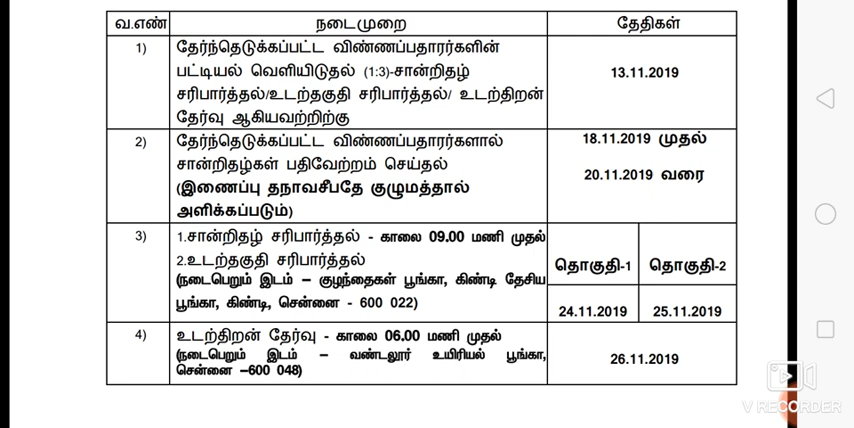 வ.எண் நடைமுறை தேதிகள்
1) தேர்ந்தெடுக்கப்பட்ட விண்ணப்பதாரர்களின்
பட்டியல் வெளியிடுதல் (1:3)-சான்றிதழ்
சரிபார்த்தல்/உடற்தகுதி சரிபார்த்தல்/ உடற்திறன்
தேர்வு ஆகியவற்றிற்கு
13.11.2019
2) தேர்ந்தெடுக்கப்பட்ட விண்ணப்பதாரர்களால்
சான்றிதழ்கள் பதிவேற்றம் செய்தல்
(இணைப்பு தநாவசீபதே குழுமத்தால்
அளிக்கப்படும்)
18.11.2019 முதல்
20.11.2019 வரை
3) 1.சான்றிதழ் சரிபார்த்தல் - காலை 09.00 மணி முதல்
2.உடற்தகுதி சரிபார்த்தல்
(நடைபெறும் இடம் – குழந்தைகள் பூங்கா, கிண்டி தேசிய
பூங்கா, கிண்டி, சென்னை - 600 022)
தொகுதி-1 தொகுதி-2
24.11.2019 25.11.2019
4) உடற்திறன் தேர்வு - காலை 06.00 மணி முதல்
(நடைபெறும் இடம் – வண்டலூர் உயிரியல் பூங்கா,
சென்னை –600 048)
26.11.2019
V RECORDER